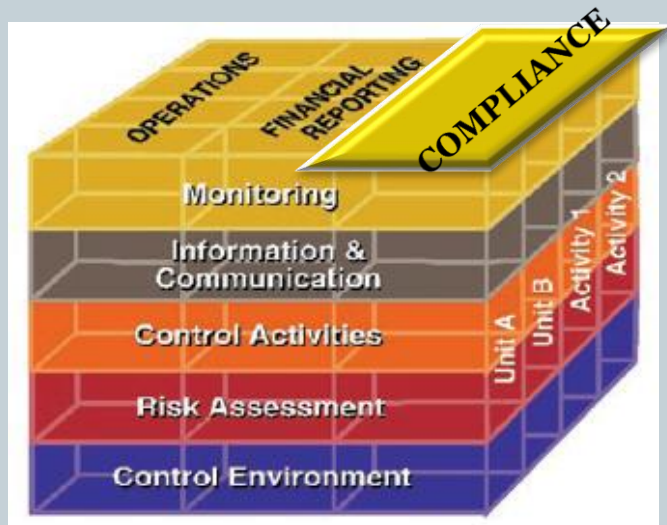 OPERATIONS
FINANCIAL
REPORTING
COMPLIANCE
Monitoring
Information &
Communication
Control Activities
Risk Assessment
Control Environment
Unit A
Unit B
Activity 1
Activity 2